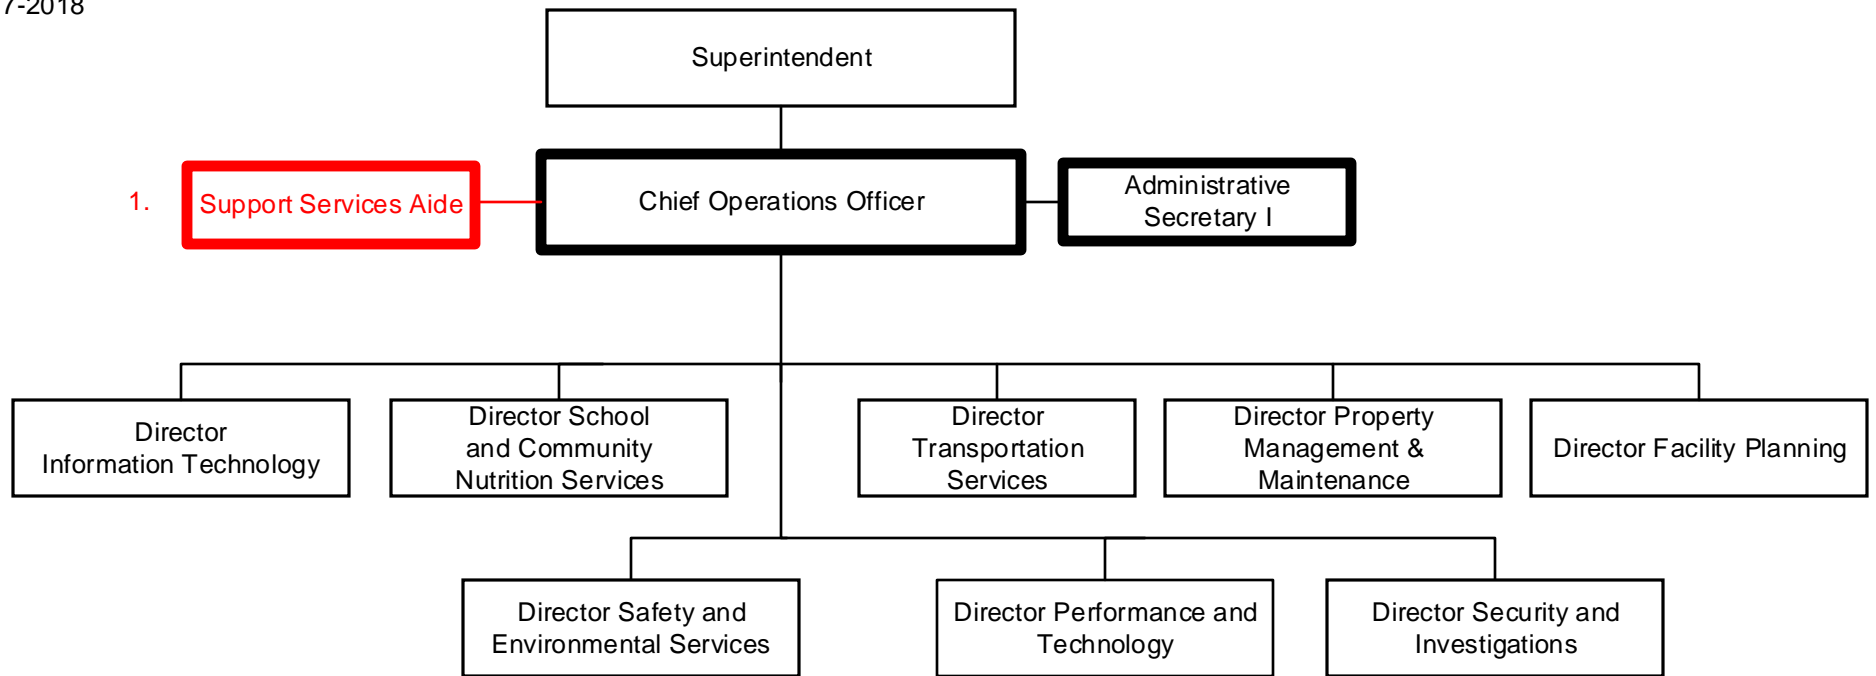 7-2018
Superintendent
1.
Support Services Aide
Chief Operations Officer
Administrative
Secretary I
Director
Information Technology
Director School
and Community
Nutrition Services
Director
Transportation
Services
Director Property
Management &
Maintenance
Director Facility Planning
Director Safety and
Environmental Services
Director Performance and
Technology
Director Security and
Investigations